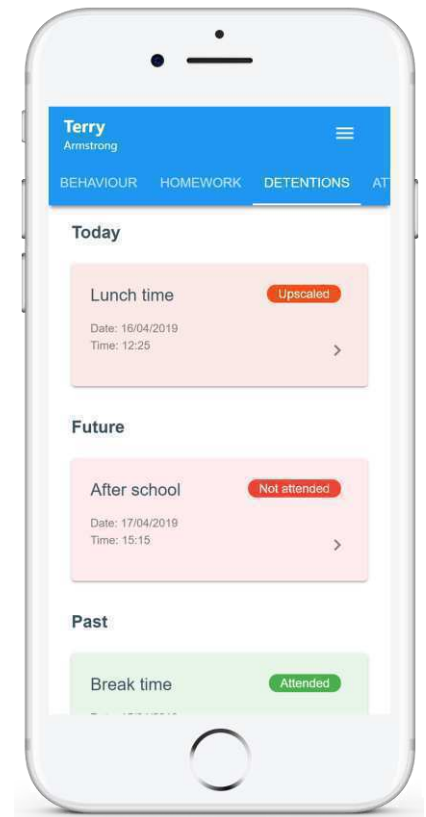 Terry
Armstrong
BEHAVIOUR HOMEWORK DETENTIONS AT
Today
Lunch time Upscaled
Date: 16/04/2019
Time: 12:25
Future
After school Not attended
Date: 17/04/2019
Time: 15:15
Past
Break time Attended